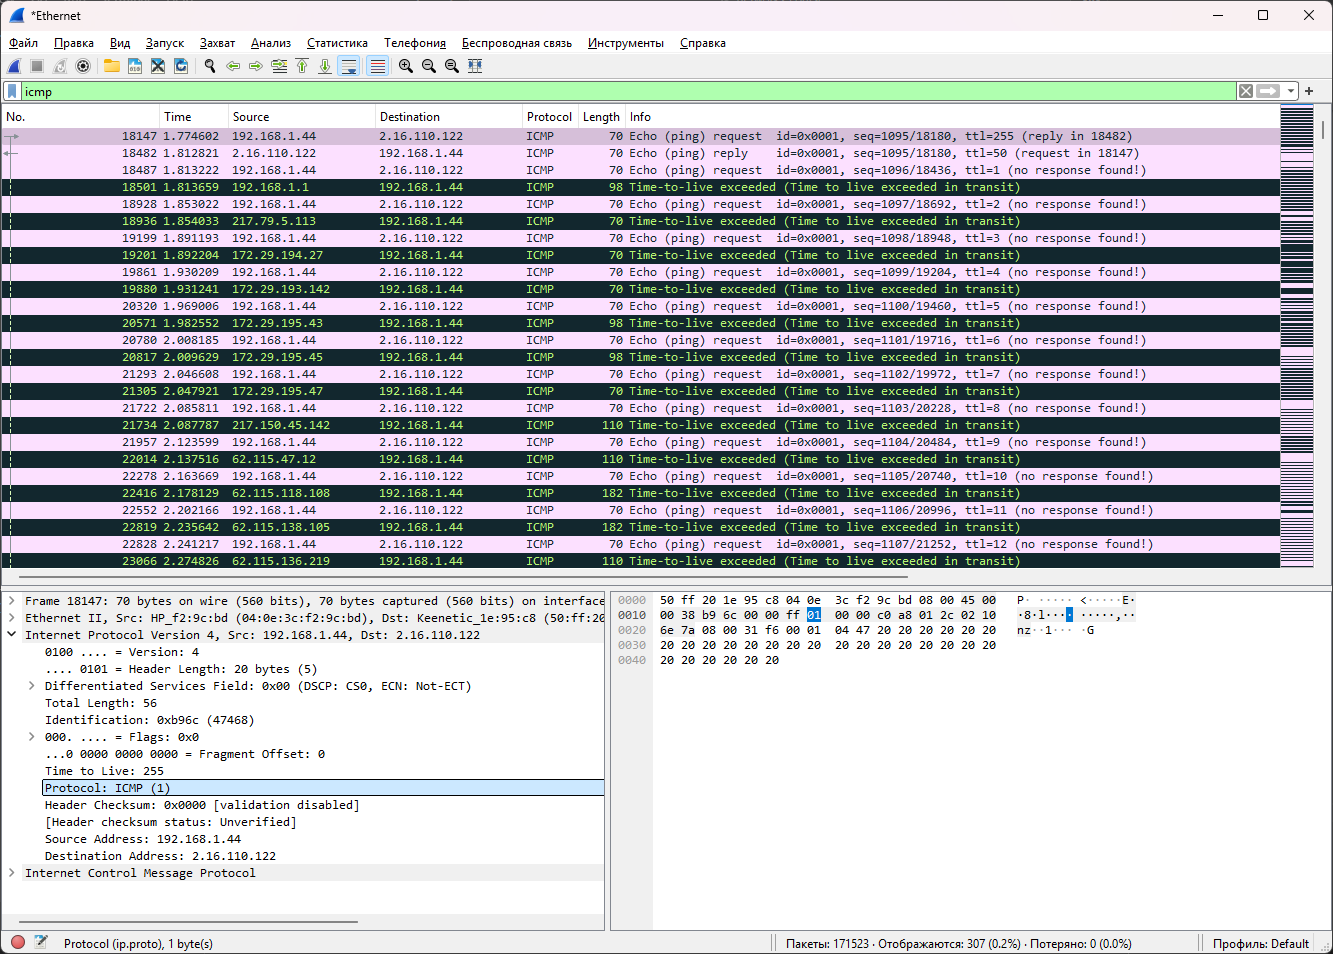 *Ethernet
Файл Правка Вид Запуск Захват Анализ Статистика Телефония Беспроводная связь Инструменты Справка
icmp
No. Time Source Destination Protocol Length Info
18147 1.774602 192.168.1.44 2.16.110.122 ICMP 70 Echo (ping) request id=0x0001, seq=1095/18180, ttl=255 (reply in 18482)
18482 1.812821 2.16.110.122 192.168.1.44 ICMP 70 Echo (ping) reply id=0x0001, seq=1095/18180, ttl=50 (request in 18147)
18487 1.813222 192.168.1.44 2.16.110.122 ICMP 70 Echo (ping) request id=0x0001, seq=1096/18436, ttl=1 (no response found!)
18501 1.813659 192.168.1.1 192.168.1.44 ICMP 98 Time-to-live exceeded (Time to live exceeded in transit)
18928 1.853022 192.168.1.44 2.16.110.122 ICMP 70 Echo (ping) request id=0x0001, seq=1097/18692, ttl=2 (no response found!)
18936 1.854033 217.79.5.113 192.168.1.44 ICMP 70 Time-to-live exceeded (Time to live exceeded in transit)
19199 1.891193 192.168.1.44 2.16.110.122 ICMP 70 Echo (ping) request id=0x0001, seq=1098/18948, ttl=3 (no response found!)
19201 1.892204 172.29.194.27 192.168.1.44 ICMP 70 Time-to-live exceeded (Time to live exceeded in transit)
19861 1.930209 192.168.1.44 2.16.110.122 ICMP 70 Echo (ping) request id=0x0001, seq=1099/19204, ttl=4 (no response found!)
19880 1.931241 172.29.193.142 192.168.1.44 ICMP 70 Time-to-live exceeded (Time to live exceeded in transit)
20320 1.969006 192.168.1.44 2.16.110.122 ICMP 70 Echo (ping) request id=0x0001, seq=1100/19460, ttl=5 (no response found!)
20571 1.982552 172.29.195.43 192.168.1.44 ICMP 98 Time-to-live exceeded (Time to live exceeded in transit)
20780 2.008185 192.168.1.44 2.16.110.122 ICMP 70 Echo (ping) request id=0x0001, seq=1101/19716, ttl=6 (no response found!)
20817 2.009629 172.29.195.45 192.168.1.44 ICMP 98 Time-to-live exceeded (Time to live exceeded in transit)
21293 2.046608 192.168.1.44 2.16.110.122 ICMP 70 Echo (ping) request id=0x0001, seq=1102/19972, ttl=7 (no response found!)
21305 2.047921 172.29.195.47 192.168.1.44 ICMP 70 Time-to-live exceeded (Time to live exceeded in transit)
21722 2.085811 192.168.1.44 2.16.110.122 ICMP 70 Echo (ping) request id=0x0001, seq=1103/20228, ttl=8 (no response found!)
21734 2.087787 217.150.45.142 192.168.1.44 ICMP 110 Time-to-live exceeded (Time to live exceeded in transit)
21957 2.123599 192.168.1.44 2.16.110.122 ICMP 70 Echo (ping) request id=0x0001, seq=1104/20484, ttl=9 (no response found!)
22014 2.137516 62.115.47.12 192.168.1.44 ICMP 110 Time-to-live exceeded (Time to live exceeded in transit)
22278 2.163669 192.168.1.44 2.16.110.122 ICMP 70 Echo (ping) request id=0x0001, seq=1105/20740, ttl=10 (no response found!)
22416 2.178129 62.115.118.108 192.168.1.44 ICMP 182 Time-to-live exceeded (Time to live exceeded in transit)
22552 2.202166 192.168.1.44 2.16.110.122 ICMP 70 Echo (ping) request id=0x0001, seq=1106/20996, ttl=11 (no response found!)
22819 2.235642 62.115.138.105 192.168.1.44 ICMP 182 Time-to-live exceeded (Time to live exceeded in transit)
22828 2.241217 192.168.1.44 2.16.110.122 ICMP 70 Echo (ping) request id=0x0001, seq=1107/21252, ttl=12 (no response found!)
23066 2.274826 62.115.136.219 192.168.1.44 ICMP 110 Time-to-live exceeded (Time to live exceeded in transit)
Frame 18147: 70 bytes on wire (560 bits), 70 bytes captured (560 bits) on interface
Ethernet II, Src: HP_f2:9c:bd (04:0e:3c:f2:9c:bd), Dst: Keenetic_1e:95:c8 (50:ff:20
Internet Protocol Version 4, Src: 192.168.1.44, Dst: 2.16.110.122
0100 .... = Version: 4
.... 0101 = Header Length: 20 bytes (5)
Differentiated Services Field: 0x00 (DSCP: CS0, ECN: Not-ECT)
Total Length: 56
Identification: 0xb96c (47468)
000. .... = Flags: 0x0
...0 0000 0000 0000 = Fragment Offset: 0
Time to Live: 255
Protocol: ICMP (1)
Header Checksum: 0x0000 [validation disabled]
[Header checksum status: Unverified]
Source Address: 192.168.1.44
Destination Address: 2.16.110.122
Internet Control Message Protocol
0000 50 ff 20 1e 95 c8 04 0e 3c f2 9c bd 08 00 45 00 P· ·····<·····E·
0010 00 38 b9 6c 00 00 ff 01 00 00 c0 a8 01 2c 02 10 ·8·l·········,··
0020 6e 7a 08 00 31 f6 00 01 04 47 20 20 20 20 20 20 nz··1····G
0030 20 20 20 20 20 20 20 20 20 20 20 20 20 20 20 20
0040 20 20 20 20 20 20
Protocol (ip.proto), 1 byte(s)
Пакеты: 171523 · Отображаются: 307 (0.2%) · Потеряно: 0 (0.0%)
Профиль: Default